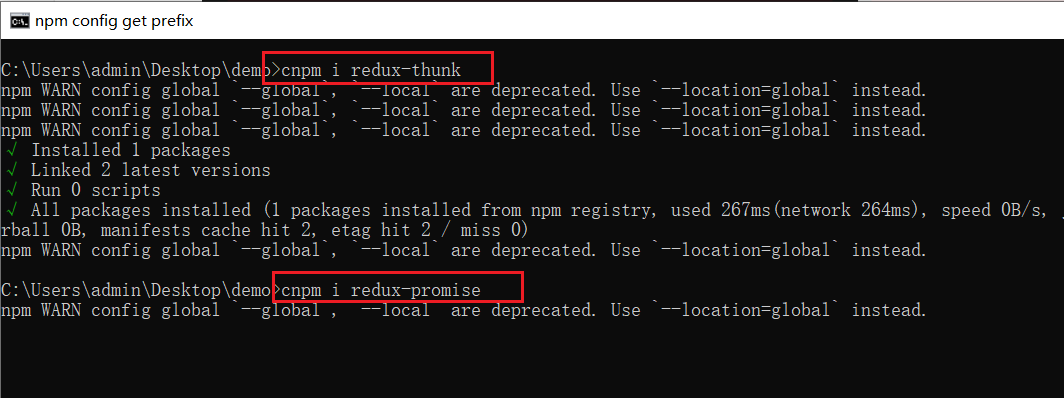 npm config get prefix
C:\Users\admin\Desktop\demo>cnpm i redux-thunk
npm WARN config global `--global`, `--local` are deprecated. Use `--location=global` instead.
npm WARN config global `--global`, `--local` are deprecated. Use `--location=global` instead.
npm WARN config global `--global`, `--local` are deprecated. Use `--location=global` instead.
√ Installed 1 packages
√ Linked 2 latest versions
√ Run 0 scripts
√ All packages installed (1 packages installed from npm registry, used 267ms(network 264ms), speed 0B/s,
rball 0B, manifests cache hit 2, etag hit 2 / miss 0)
npm WARN config global `--global`, `--local` are deprecated. Use `--location=global` instead.
C:\Users\admin\Desktop\demo>cnpm i redux-promise
npm WARN config global `--global`, `--local` are deprecated. Use `--location=global` instead.